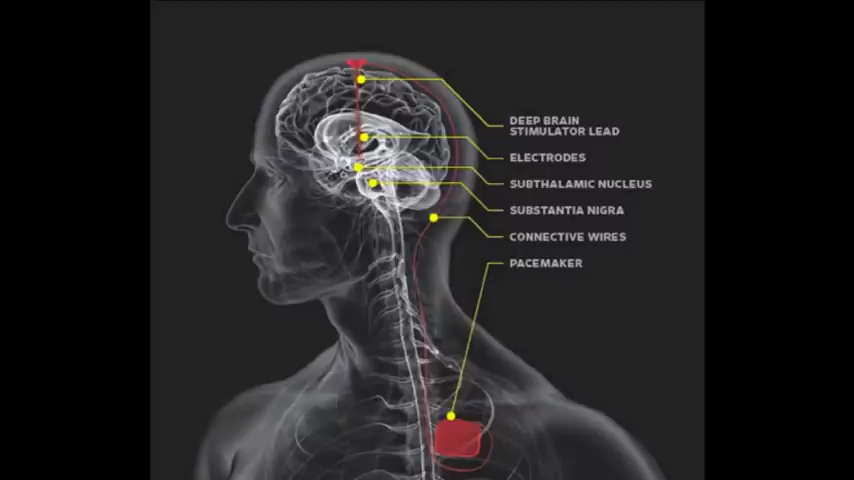 DEEP BRAIN
STIMULATOR LEAD
ELECTRODES
SUBTHALAMIC NUCLEUS
SUBSTANTIA NIGRA
CONNECTIVE WIRES
PACEMAKER